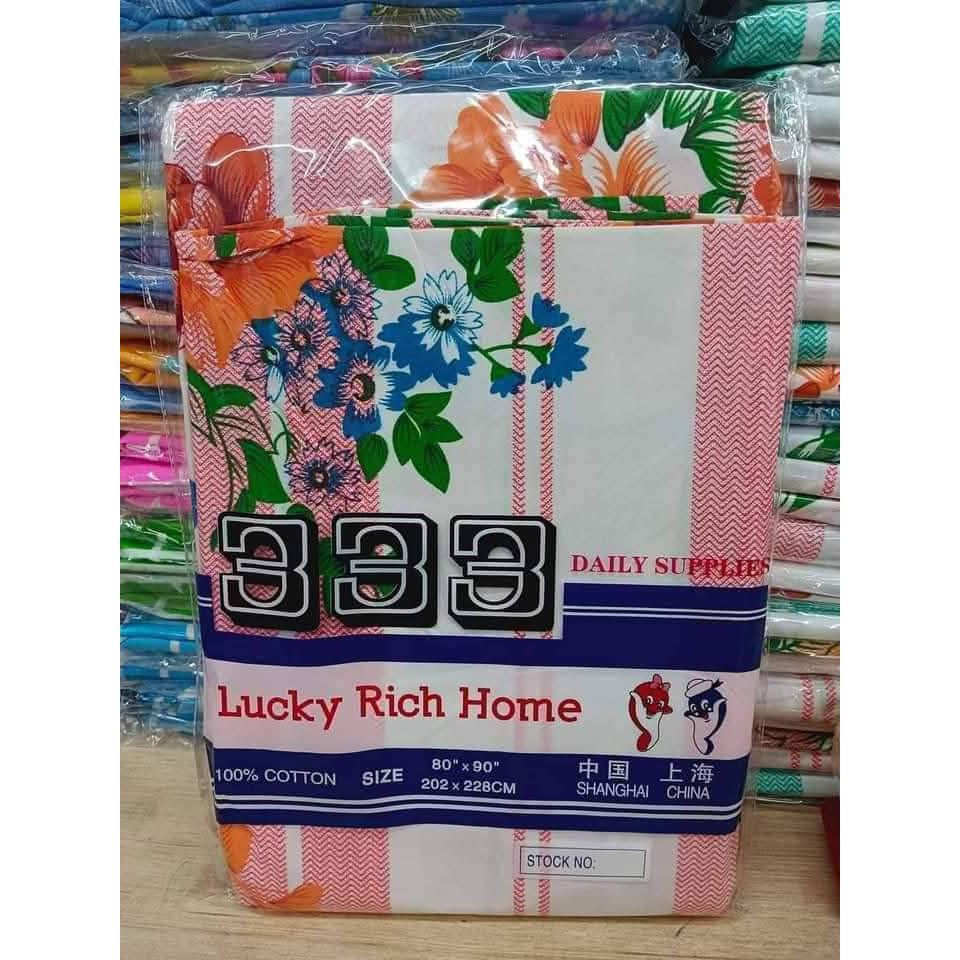 333
DAILY SUPPLIES
Lucky Rich Home
100% COTTON
SIZE
80" x 90"
202 x 228CM
中国 上海
SHANGHAI CHINA
STOCK NO: